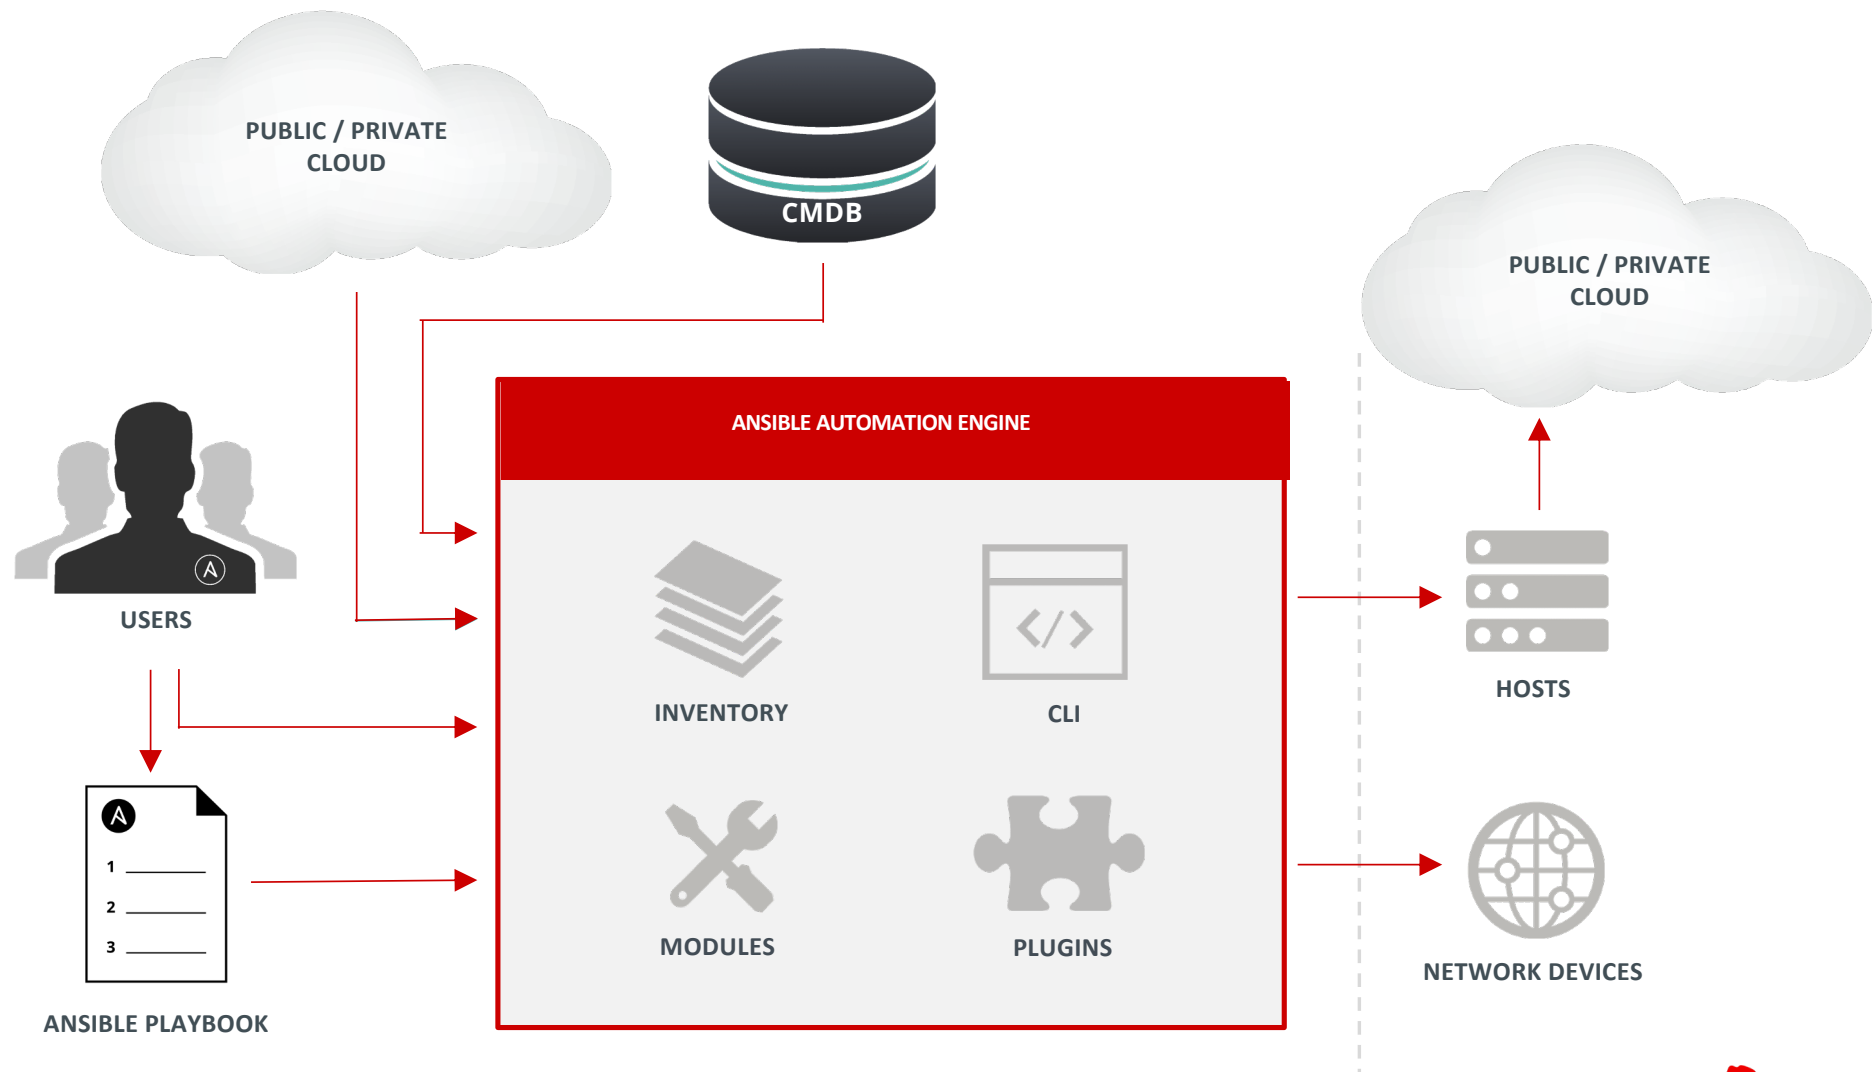 PUBLIC / PRIVATE
CLOUD
CMDB
PUBLIC / PRIVATE
CLOUD
ANSIBLE AUTOMATION ENGINE
USERS
INVENTORY
CLI
HOSTS
1
2
3
MODULES
PLUGINS
NETWORK DEVICES
ANSIBLE PLAYBOOK